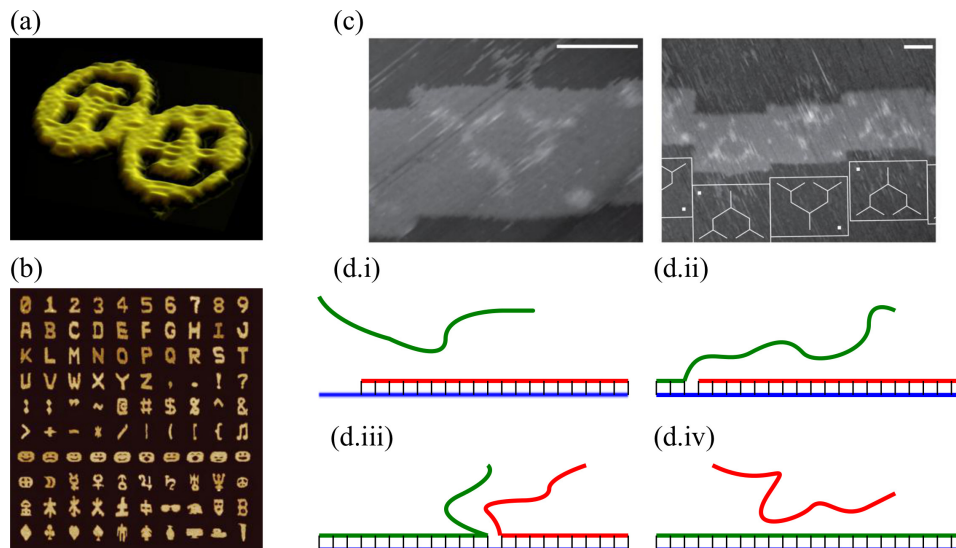 (a)
(c)
(b)
0 1 2 3 4 5 6 7 8 9
A B C D E F G H I J
K L M N O P Q R S T
U V W X Y Z , . ! ?
; : " ~ @ # $ % ^ &
> + - * / | ( [ { ♫
(d.i)
(d.ii)
(d.iii)
(d.iv)